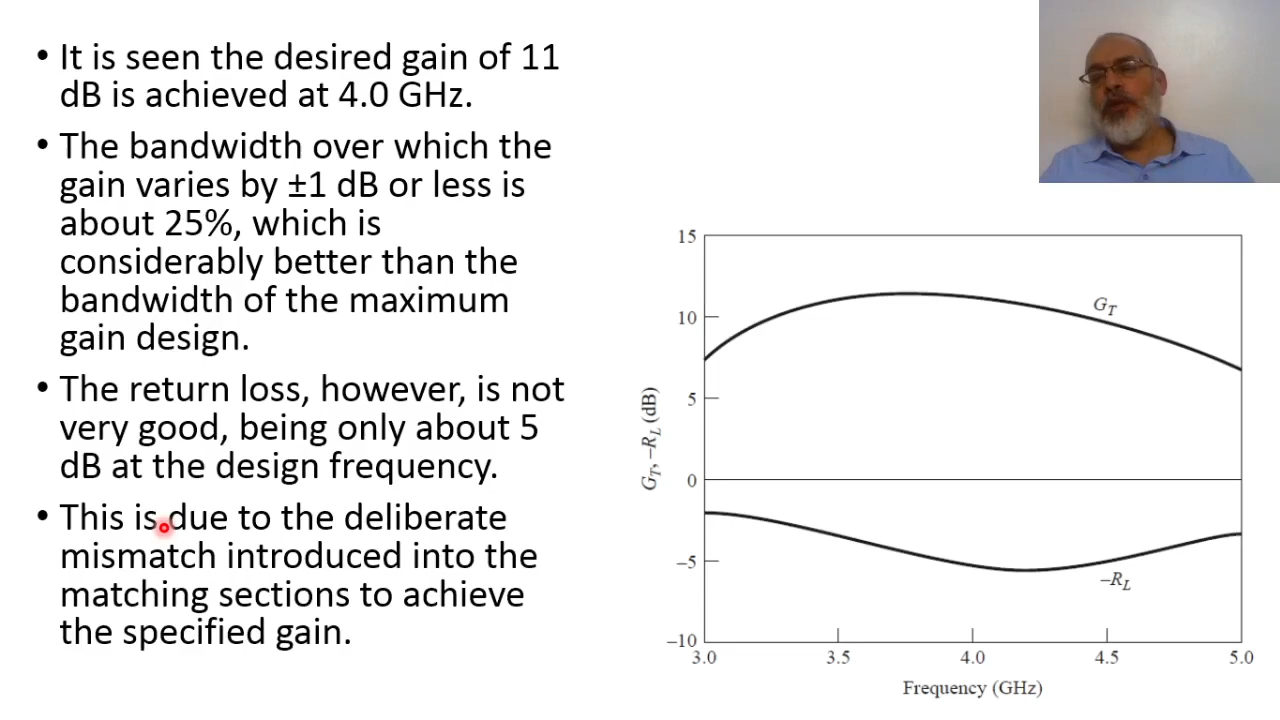 • It is seen the desired gain of 11
dB is achieved at 4.0 GHz.
• The bandwidth over which the
gain varies by ±1 dB or less is
about 25%, which is
considerably better than the
bandwidth of the maximum
gain design.
• The return loss, however, is not
very good, being only about 5
dB at the design frequency.
• This is due to the deliberate
mismatch introduced into the
matching sections to achieve
the specified gain.
15
10
5
0
−5
−10
G_T, −R_L (dB)
G_T
−R_L
3.0 3.5 4.0 4.5 5.0
Frequency (GHz)